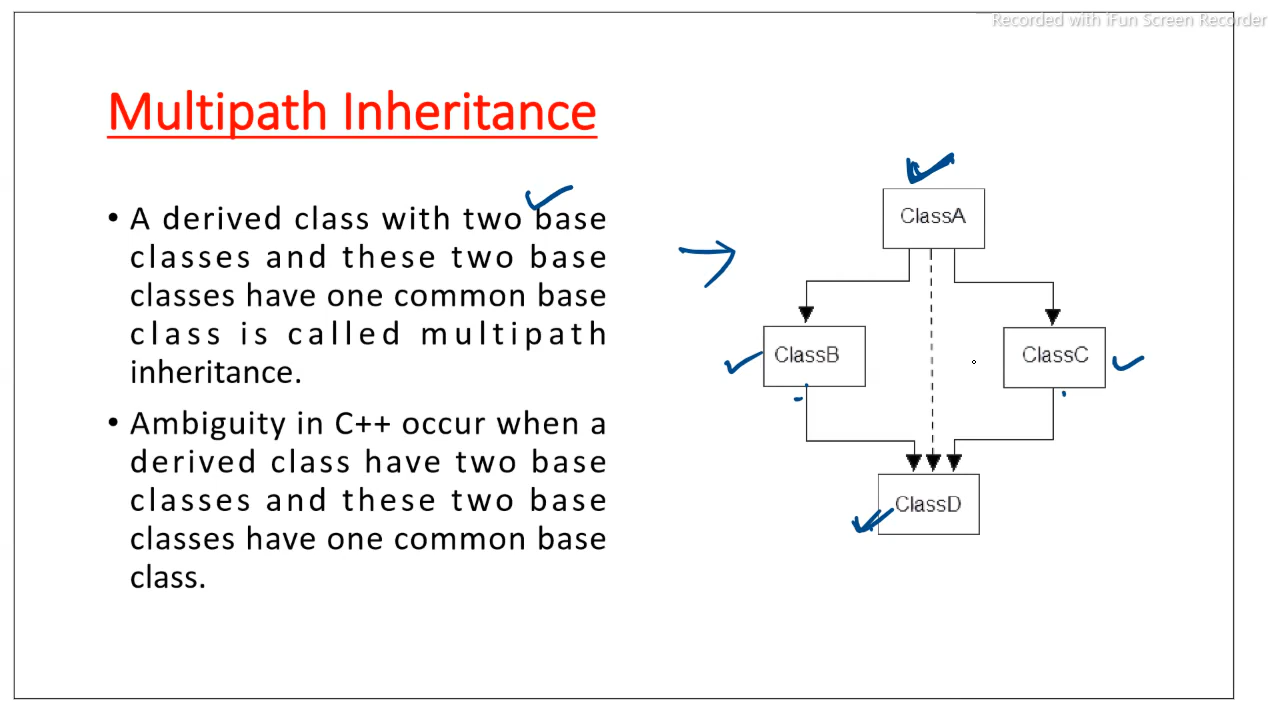 Recorded with iFun Screen Recorder
Multipath Inheritance
• A derived class with two base
classes and these two base
classes have one common base
class is called multipath
inheritance.
• Ambiguity in C++ occur when a
derived class have two base
classes and these two base
classes have one common base
class.
ClassA
ClassB
ClassC
ClassD